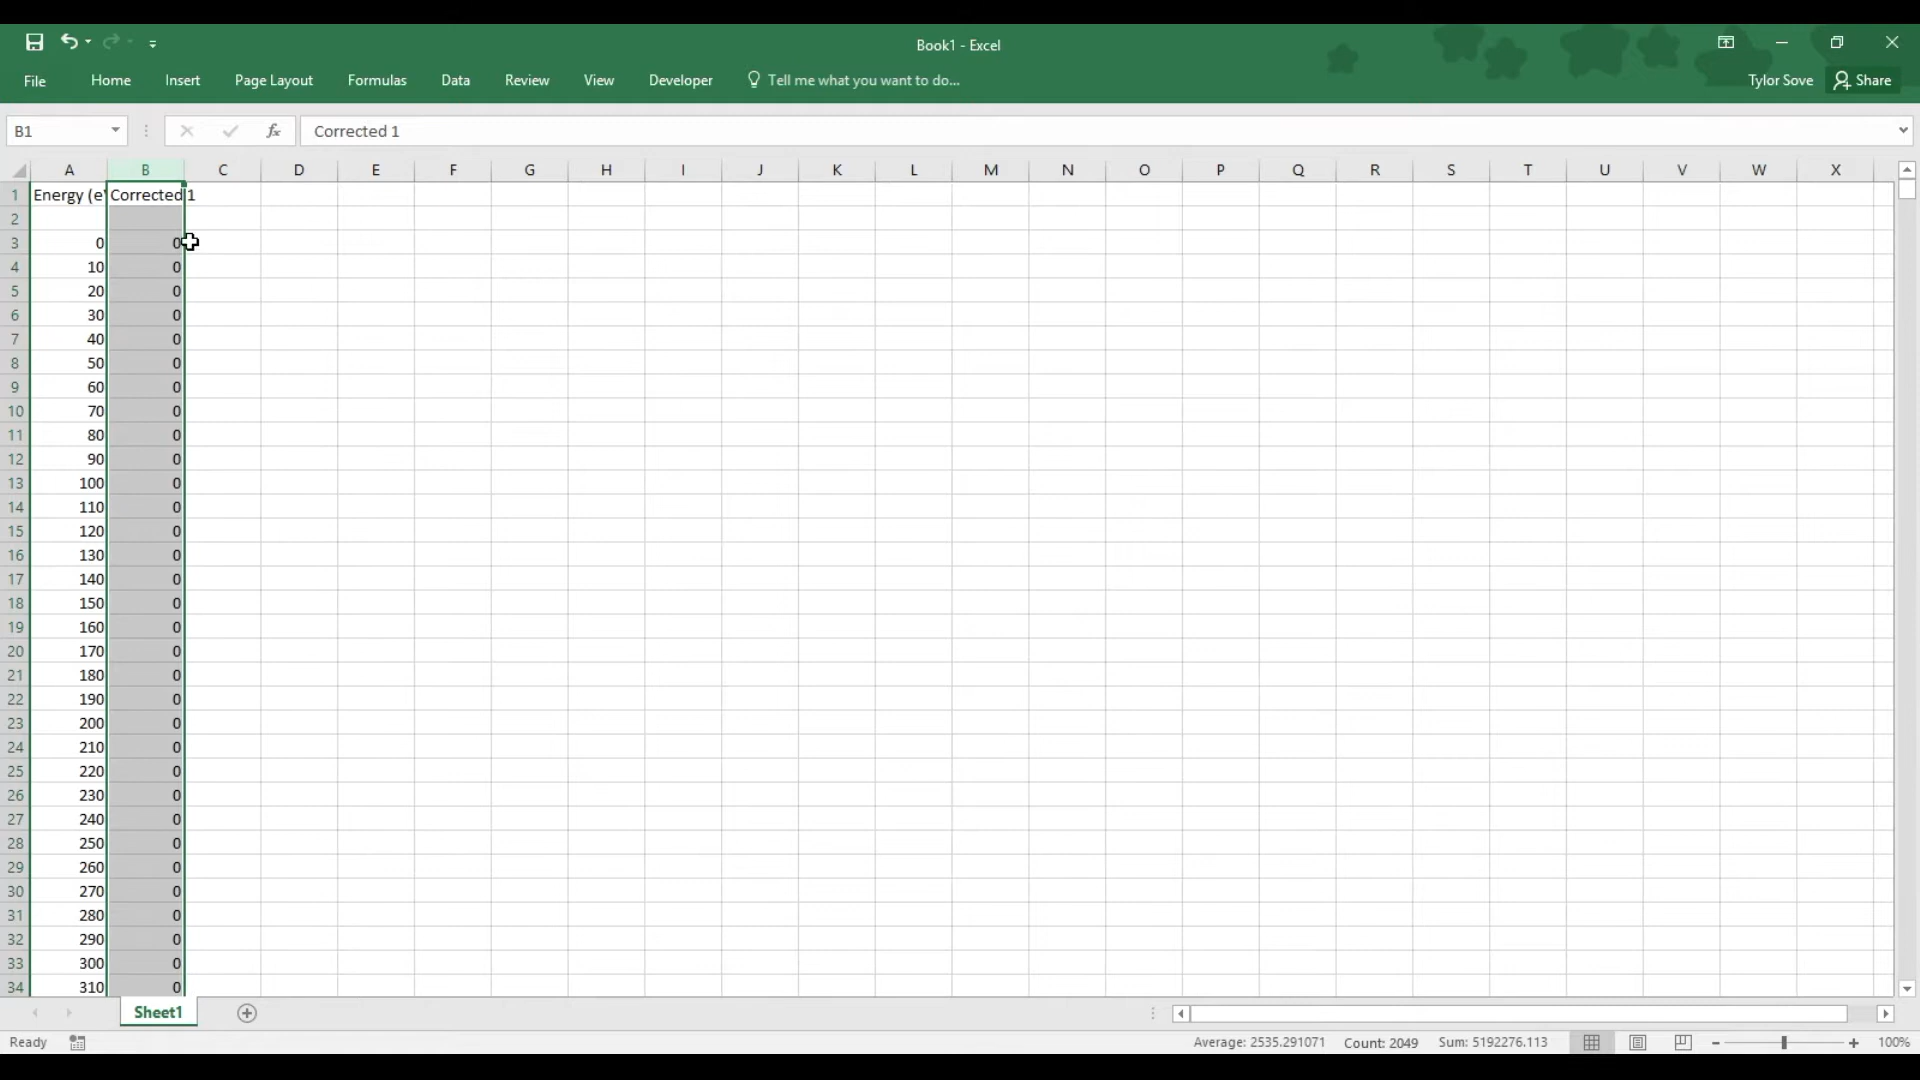 Book1 - Excel
File Home Insert Page Layout Formulas Data Review View Developer Tell me what you want to do... Tylor Sove Share
B1 fx Corrected 1
A B C D E F G H I J K L M N O P Q R S T U V W X
1 Energy (e Corrected 1
2
3 0 0
4 10 0
5 20 0
6 30 0
7 40 0
8 50 0
9 60 0
10 70 0
11 80 0
12 90 0
13 100 0
14 110 0
15 120 0
16 130 0
17 140 0
18 150 0
19 160 0
20 170 0
21 180 0
22 190 0
23 200 0
24 210 0
25 220 0
26 230 0
27 240 0
28 250 0
29 260 0
30 270 0
31 280 0
32 290 0
33 300 0
34 310 0
Sheet1
Ready Average: 2535.291071 Count: 2049 Sum: 5192276.113 100%